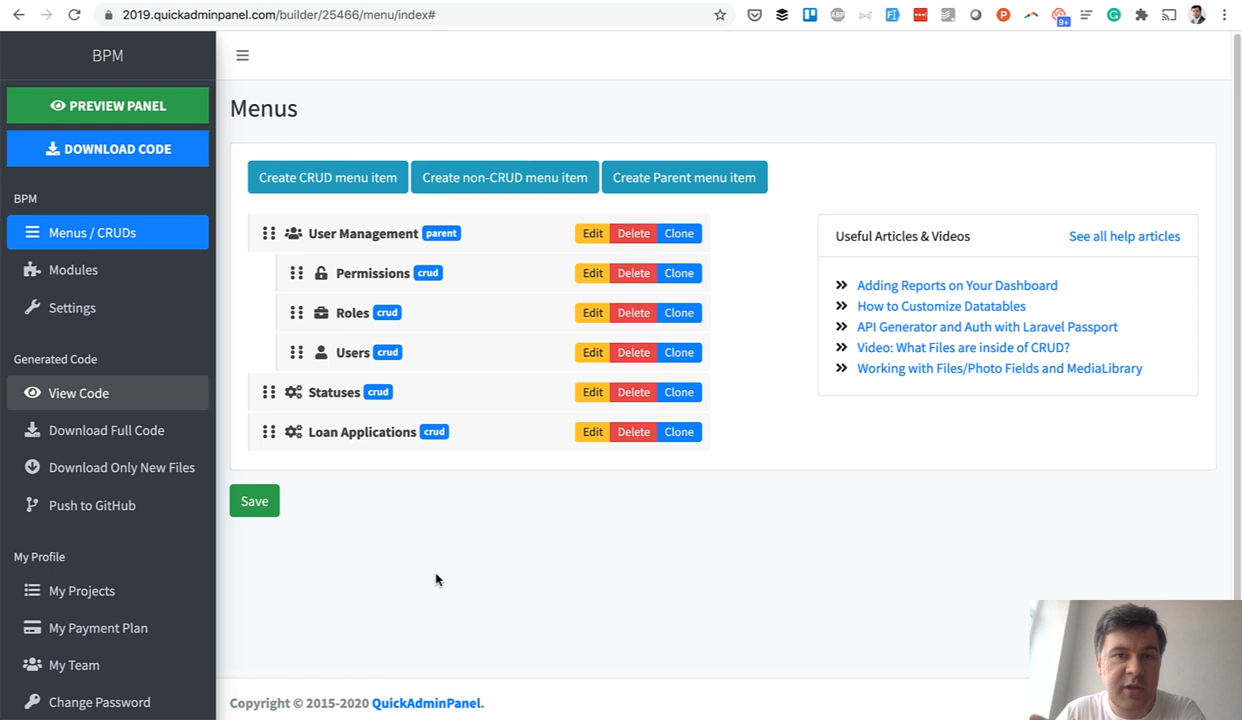 2019.quickadminpanel.com/builder/25466/menu/index#
9+
BPM
PREVIEW PANEL
DOWNLOAD CODE
BPM
Menus / CRUDs
Modules
Settings
Generated Code
View Code
Download Full Code
Download Only New Files
Push to GitHub
My Profile
My Projects
My Payment Plan
My Team
Change Password
Menus
Create CRUD menu item Create non-CRUD menu item Create Parent menu item
User Management parent Edit Delete Clone
Permissions crud Edit Delete Clone
Roles crud Edit Delete Clone
Users crud Edit Delete Clone
Statuses crud Edit Delete Clone
Loan Applications crud Edit Delete Clone
Save
Useful Articles & Videos See all help articles
Adding Reports on Your Dashboard
How to Customize Datatables
API Generator and Auth with Laravel Passport
Video: What Files are inside of CRUD?
Working with Files/Photo Fields and MediaLibrary
Copyright © 2015-2020 QuickAdminPanel.